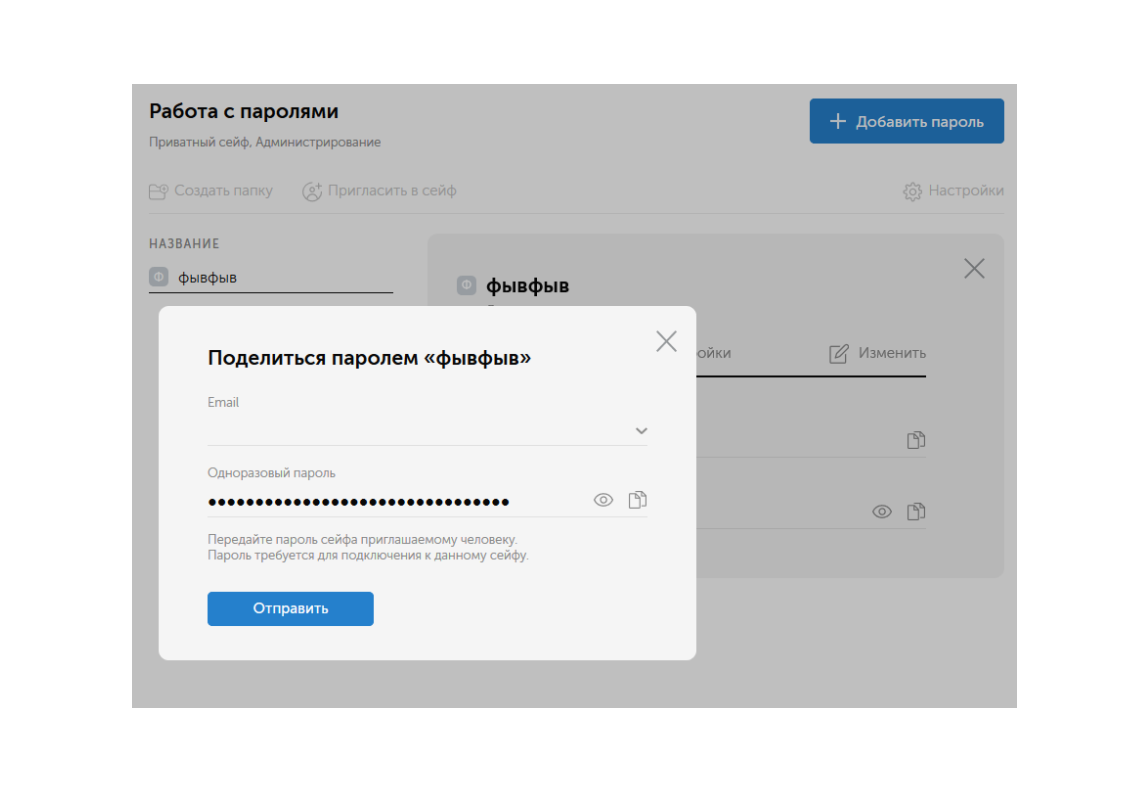 Работа с паролями
Добавить пароль
Приватный сейф, Администрирование
Создать папку
Пригласить в сейф
Настройки
НАЗВАНИЕ
Ф фывфыв
Ф фывфыв
Изменить
Поделиться паролем «фывфыв»
Email
Одноразовый пароль
Передайте пароль сейфа приглашаемому человеку.
Пароль требуется для подключения к данному сейфу.
Отправить